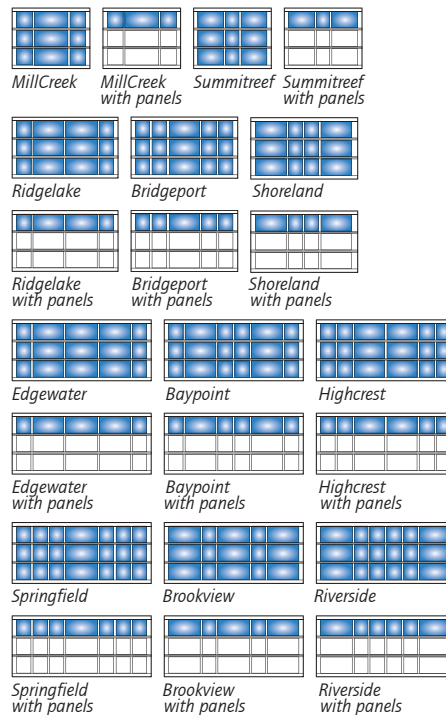 MillCreek
MillCreek
with panels
Summitreef
Summitreef
with panels
Ridgelake
Bridgeport
Shoreland
Ridgelake
with panels
Bridgeport
with panels
Shoreland
with panels
Edgewater
Baypoint
Highcrest
Edgewater
with panels
Baypoint
with panels
Highcrest
with panels
Springfield
Brookview
Riverside
Springfield
with panels
Brookview
with panels
Riverside
with panels